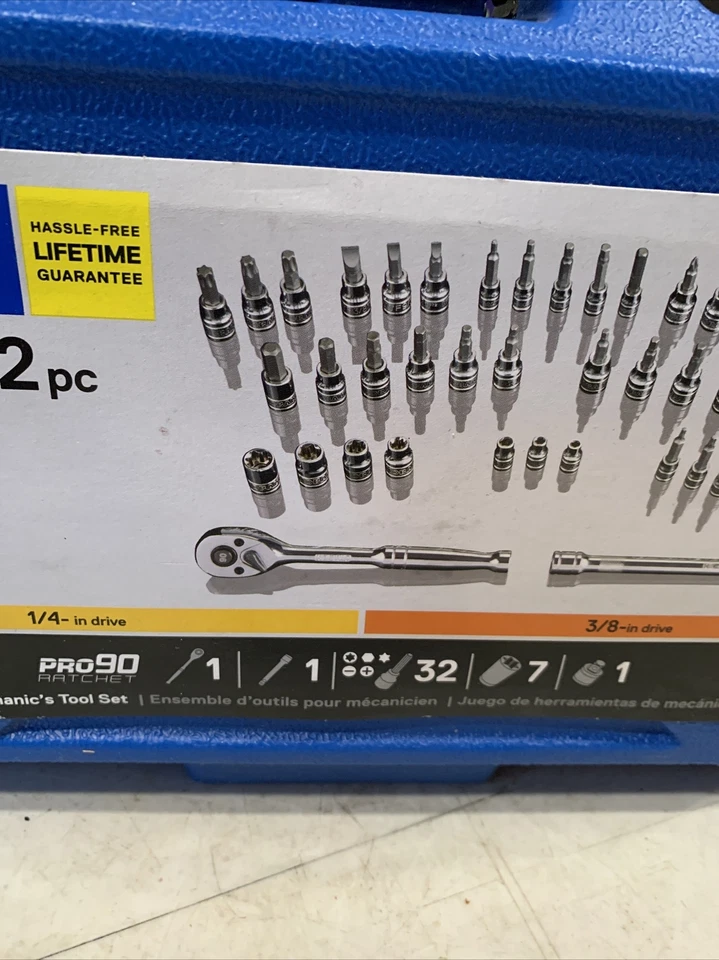 HASSLE-FREE
LIFETIME
GUARANTEE
2 pc
1/4- in drive
3/8-in drive
PRO90
RATCHET
1 | 1 | 32 | 7 | 1
hanic's Tool Set | Ensemble d'outils pour mécanicien | Juego de herramientas de mecáni